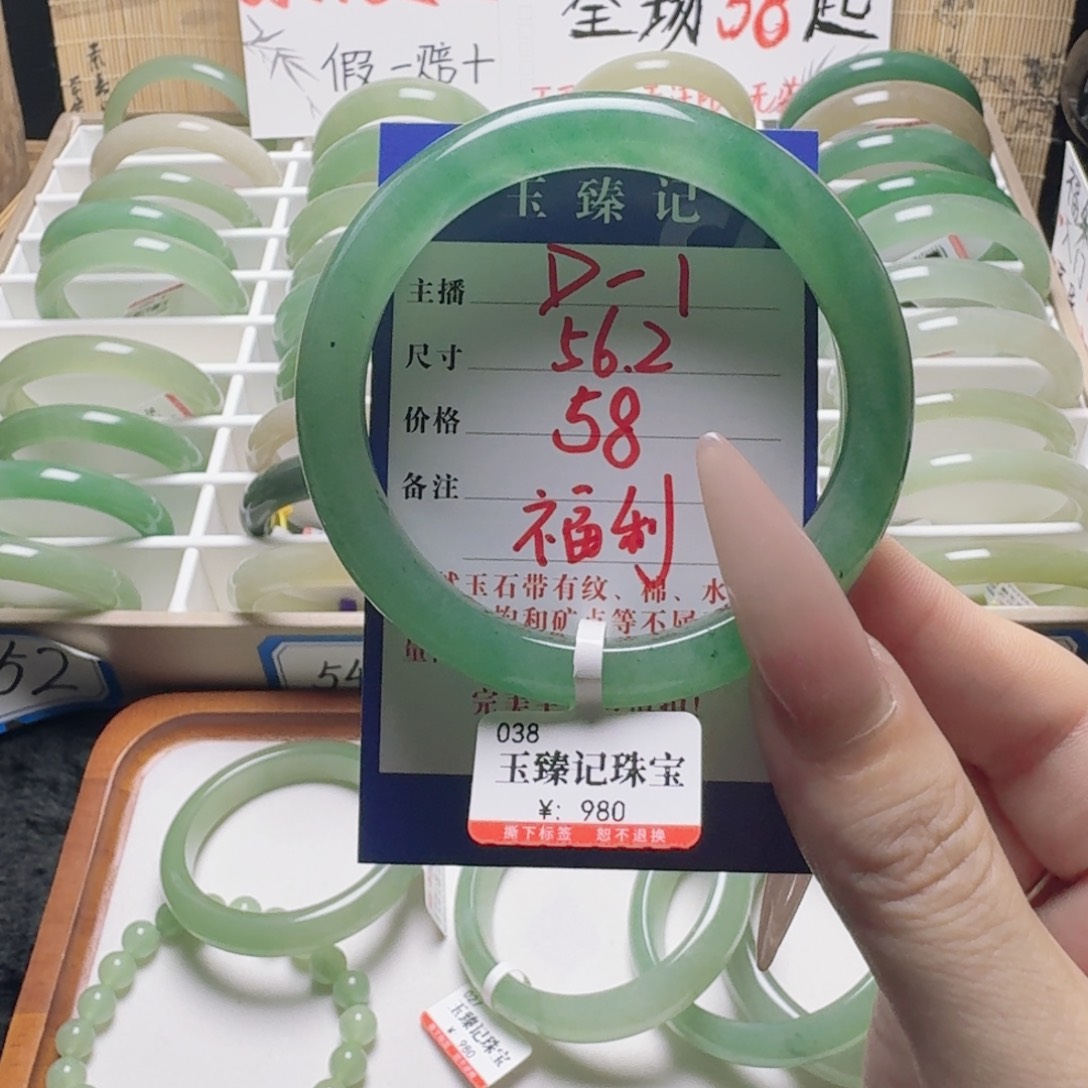 假一赔十
全场58起
玉臻记
主播 D-1
尺寸 56.2
价格 58
备注 福利
玉石带有纹、棉、水
和矿点等不属
038
玉臻记珠宝
¥: 980
撕下标签 恕不退换
52
54
玉臻记珠宝
¥ 980